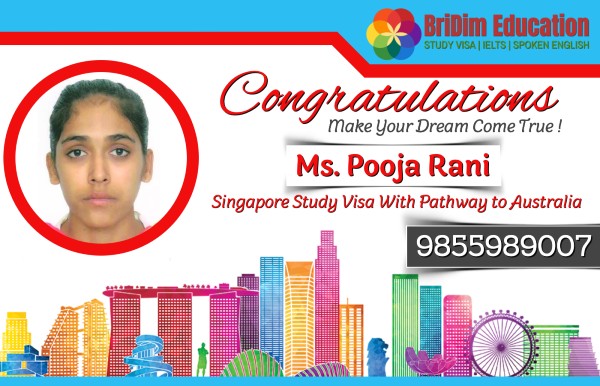 BriDim Education
STUDY VISA | IELTS | SPOKEN ENGLISH
Congratulations
Make Your Dream Come True !
Ms. Pooja Rani
Singapore Study Visa With Pathway to Australia
9855989007